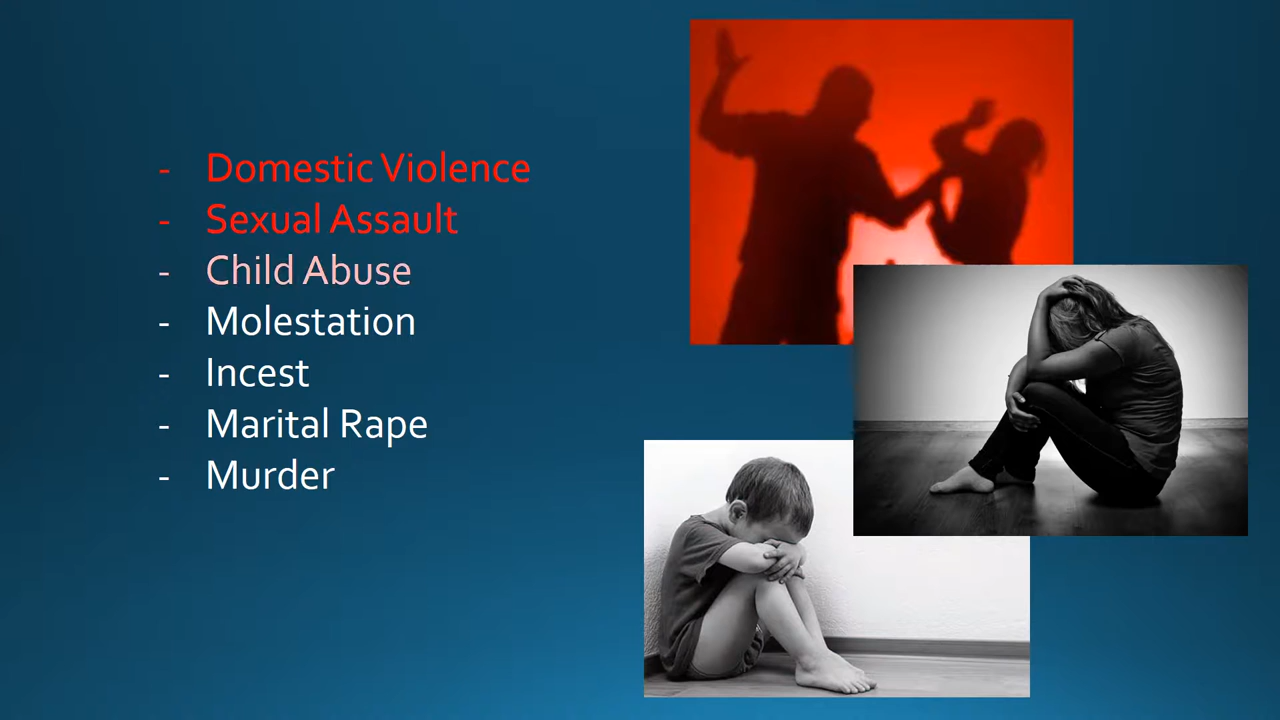 - Domestic Violence
- Sexual Assault
- Child Abuse
- Molestation
- Incest
- Marital Rape
- Murder